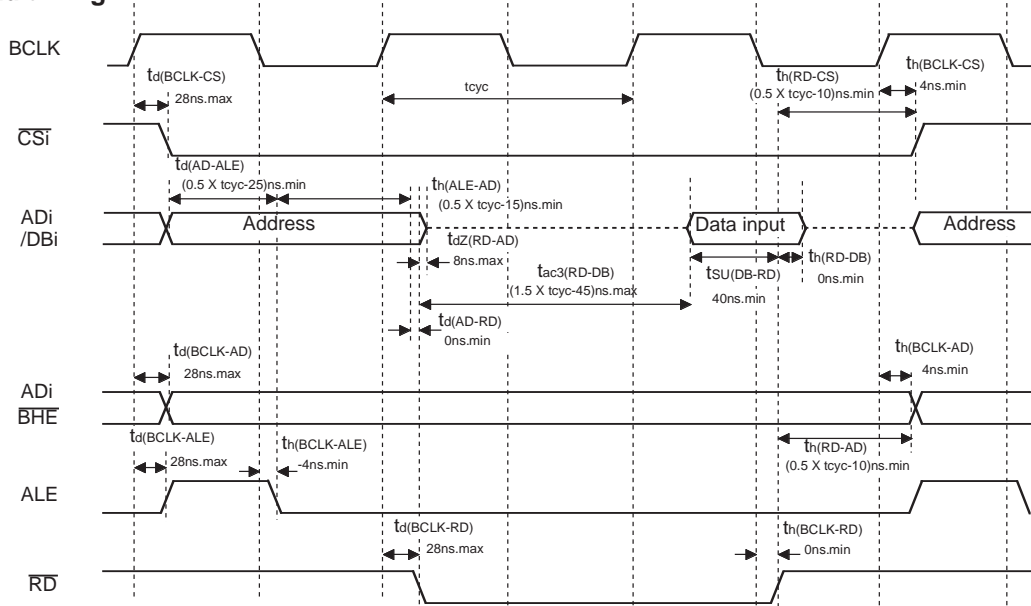 BCLK
td(BCLK-CS)
28ns.max
tcyc
th(RD-CS)
(0.5 X tcyc-10)ns.min
th(BCLK-CS)
4ns.min
CSi
td(AD-ALE)
(0.5 X tcyc-25)ns.min
th(ALE-AD)
(0.5 X tcyc-15)ns.min
ADi
/DBi
Address
Data input
Address
tdZ(RD-AD)
8ns.max
tac3(RD-DB)
(1.5 X tcyc-45)ns.max
tSU(DB-RD)
40ns.min
th(RD-DB)
0ns.min
td(AD-RD)
0ns.min
td(BCLK-AD)
28ns.max
th(BCLK-AD)
4ns.min
ADi
BHE
td(BCLK-ALE)
28ns.max
th(BCLK-ALE)
-4ns.min
th(RD-AD)
(0.5 X tcyc-10)ns.min
ALE
td(BCLK-RD)
28ns.max
th(BCLK-RD)
0ns.min
RD